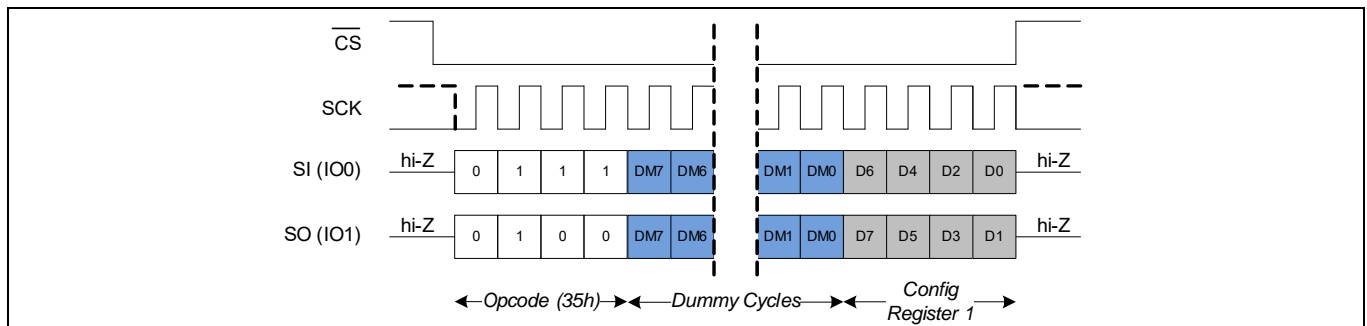 CS
SCK
SI (IO0) hi-Z 0 1 1 1 DM7 DM6 DM1 DM0 D6 D4 D2 D0 hi-Z
SO (IO1) hi-Z 0 1 0 0 DM7 DM6 DM1 DM0 D7 D5 D3 D1 hi-Z
Opcode (35h) Dummy Cycles Config
Register 1